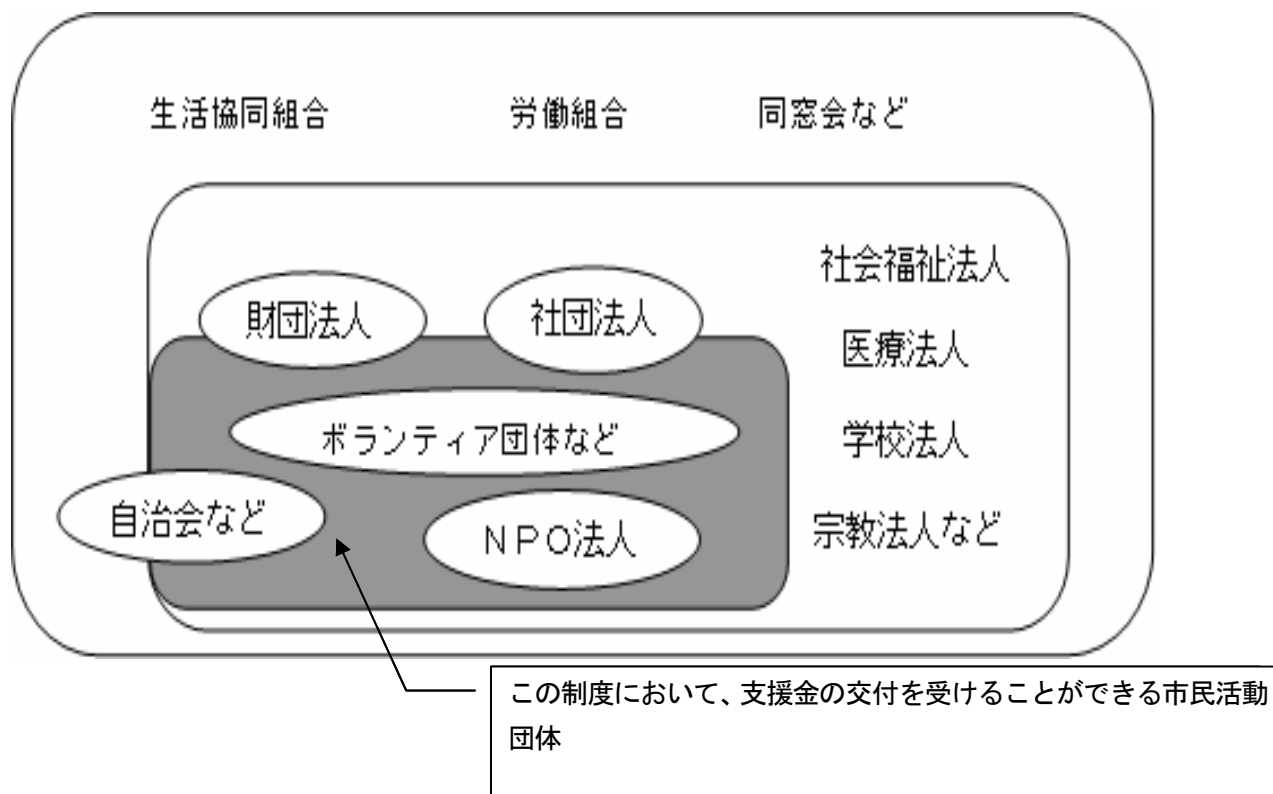 生活協同組合
労働組合
同窓会など
社会福祉法人
財団法人
社団法人
医療法人
ボランティア団体など
学校法人
自治会など
NPO法人
宗教法人など
この制度において、支援金の交付を受けることができる市民活動
団体